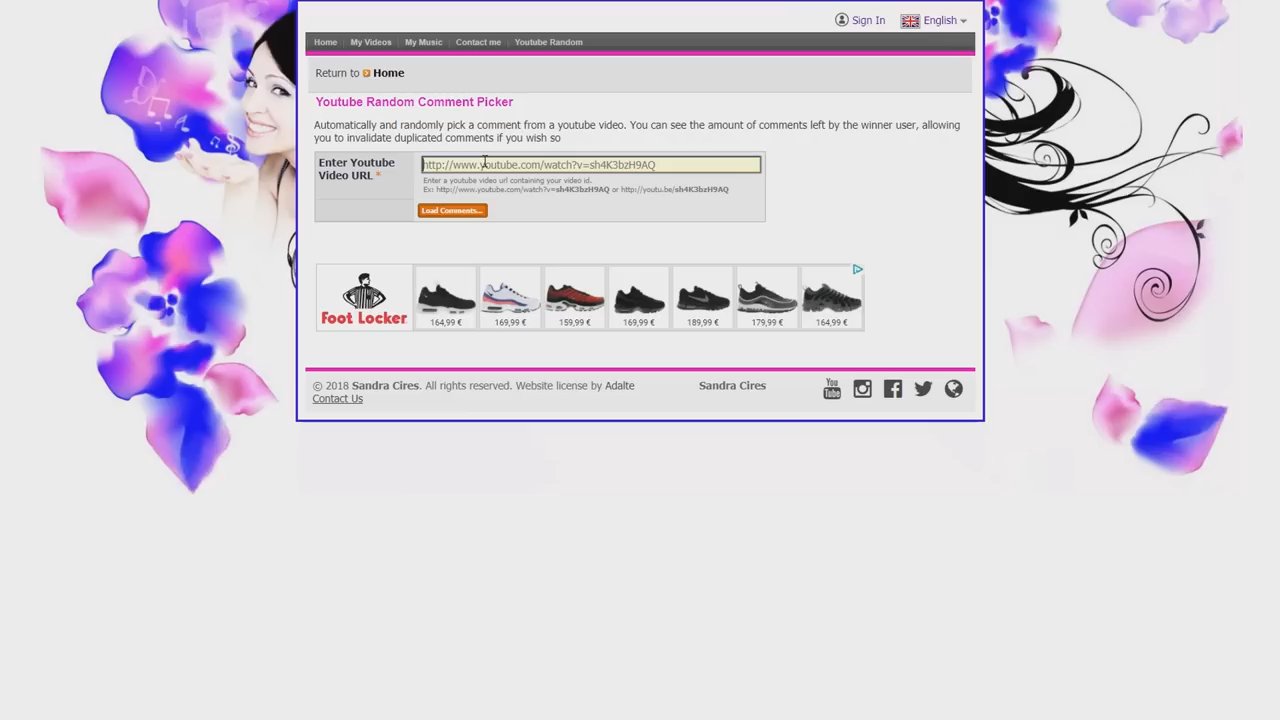 Sign In English
Home My Videos My Music Contact me Youtube Random
Return to Home
Youtube Random Comment Picker
Automatically and randomly pick a comment from a youtube video. You can see the amount of comments left by the winner user, allowing
you to invalidate duplicated comments if you wish so
Enter Youtube
Video URL *
http://www.youtube.com/watch?v=sh4K3bzH9AQ
Enter a youtube video url containing your video id.
Ex: http://www.youtube.com/watch?v=sh4K3bzH9AQ or http://youtu.be/sh4K3bzH9AQ
Load Comments...
Foot Locker
164,99 € 169,99 € 159,99 € 169,99 € 189,99 € 179,99 € 164,99 €
© 2018 Sandra Cires. All rights reserved. Website license by Adalte
Contact Us
Sandra Cires
You
Tube